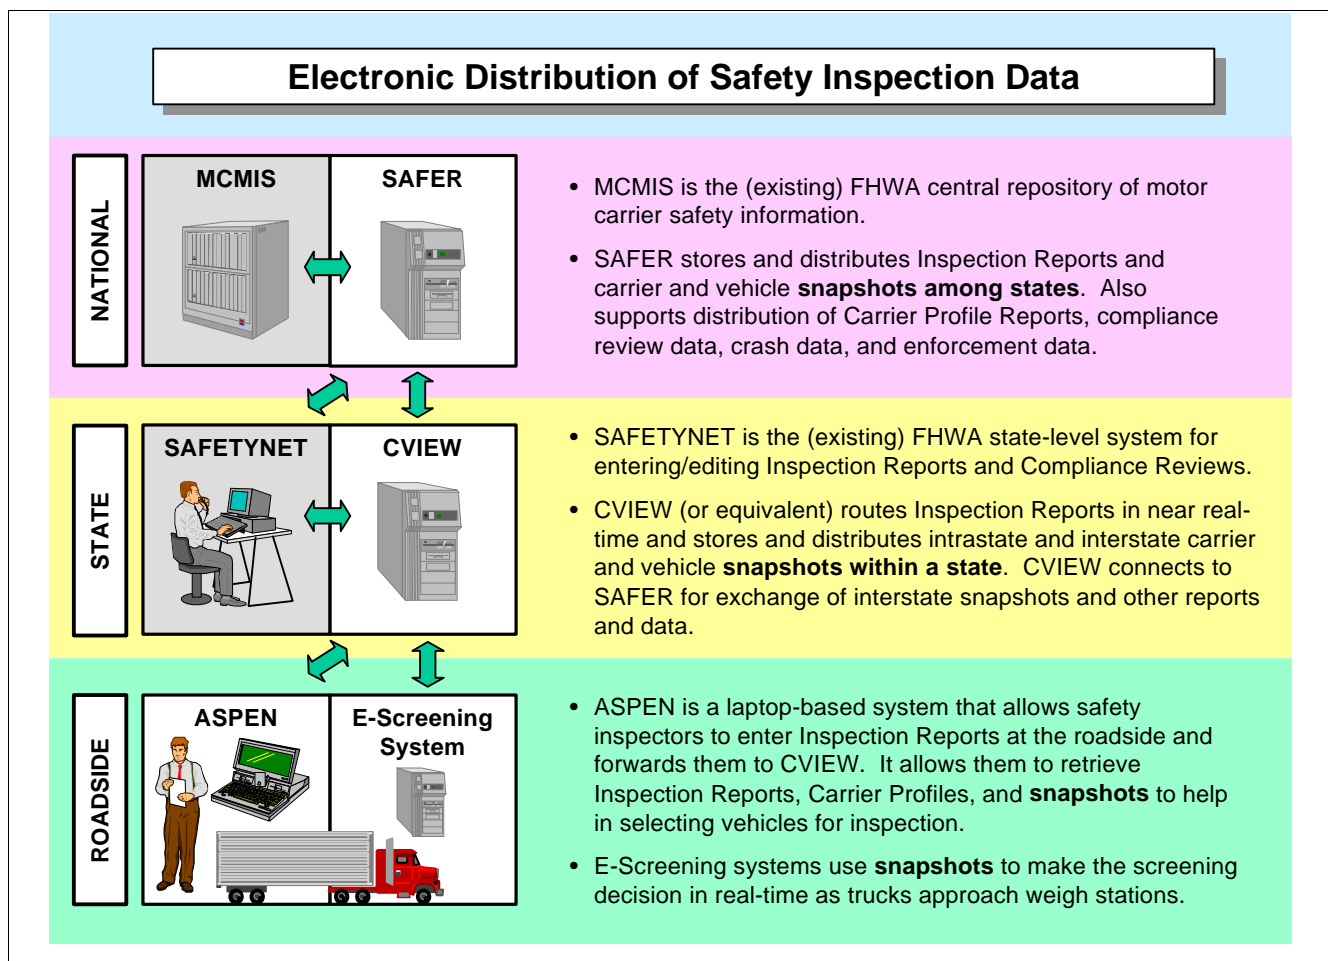 Electronic Distribution of Safety Inspection Data
NATIONAL
MCMIS
SAFER
• MCMIS is the (existing) FHWA central repository of motor
carrier safety information.
• SAFER stores and distributes Inspection Reports and
carrier and vehicle snapshots among states. Also
supports distribution of Carrier Profile Reports, compliance
review data, crash data, and enforcement data.
STATE
SAFETYNET
CVIEW
• SAFETYNET is the (existing) FHWA state-level system for
entering/editing Inspection Reports and Compliance Reviews.
• CVIEW (or equivalent) routes Inspection Reports in near real-
time and stores and distributes intrastate and interstate carrier
and vehicle snapshots within a state. CVIEW connects to
SAFER for exchange of interstate snapshots and other reports
and data.
ROADSIDE
ASPEN
E-Screening
System
• ASPEN is a laptop-based system that allows safety
inspectors to enter Inspection Reports at the roadside and
forwards them to CVIEW. It allows them to retrieve
Inspection Reports, Carrier Profiles, and snapshots to help
in selecting vehicles for inspection.
• E-Screening systems use snapshots to make the screening
decision in real-time as trucks approach weigh stations.